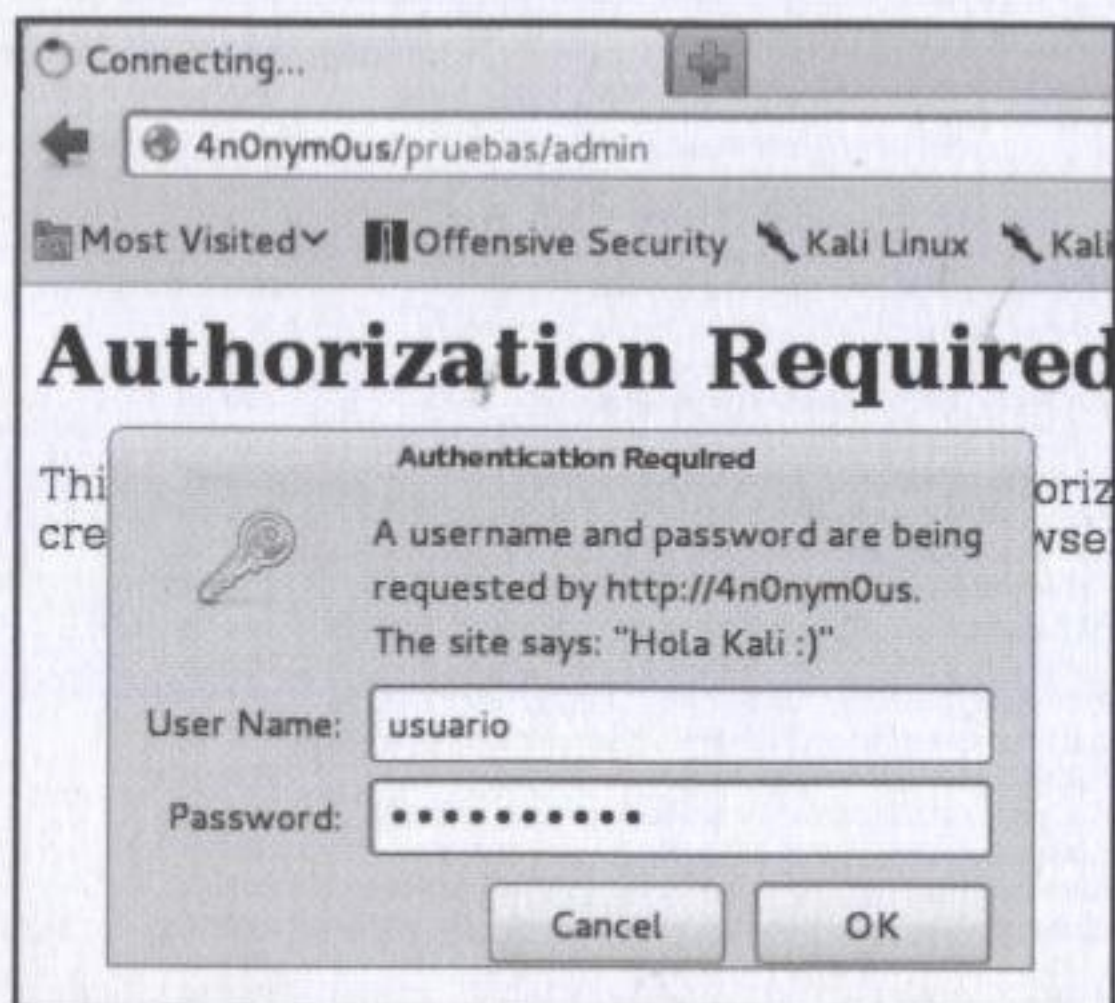 Connecting...
4n0nym0us/pruebas/admin
Most Visited Offensive Security Kali Linux Kali
Authorization Required
Authentication Required
Thi oriz
cre wse
A username and password are being
requested by http://4n0nym0us.
The site says: "Hola Kali :)"
User Name: usuario
Password: ••••••••••
Cancel OK